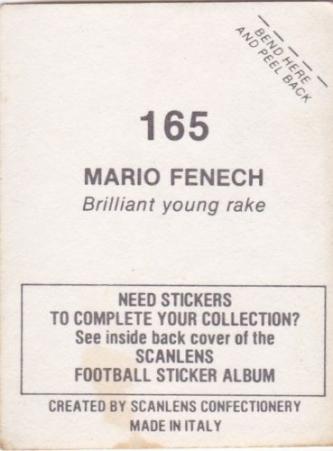 BEND HERE
AND PEEL BACK
165
MARIO FENECH
Brilliant young rake
NEED STICKERS
TO COMPLETE YOUR COLLECTION?
See inside back cover of the
SCANLENS
FOOTBALL STICKER ALBUM
CREATED BY SCANLENS CONFECTIONERY
MADE IN ITALY